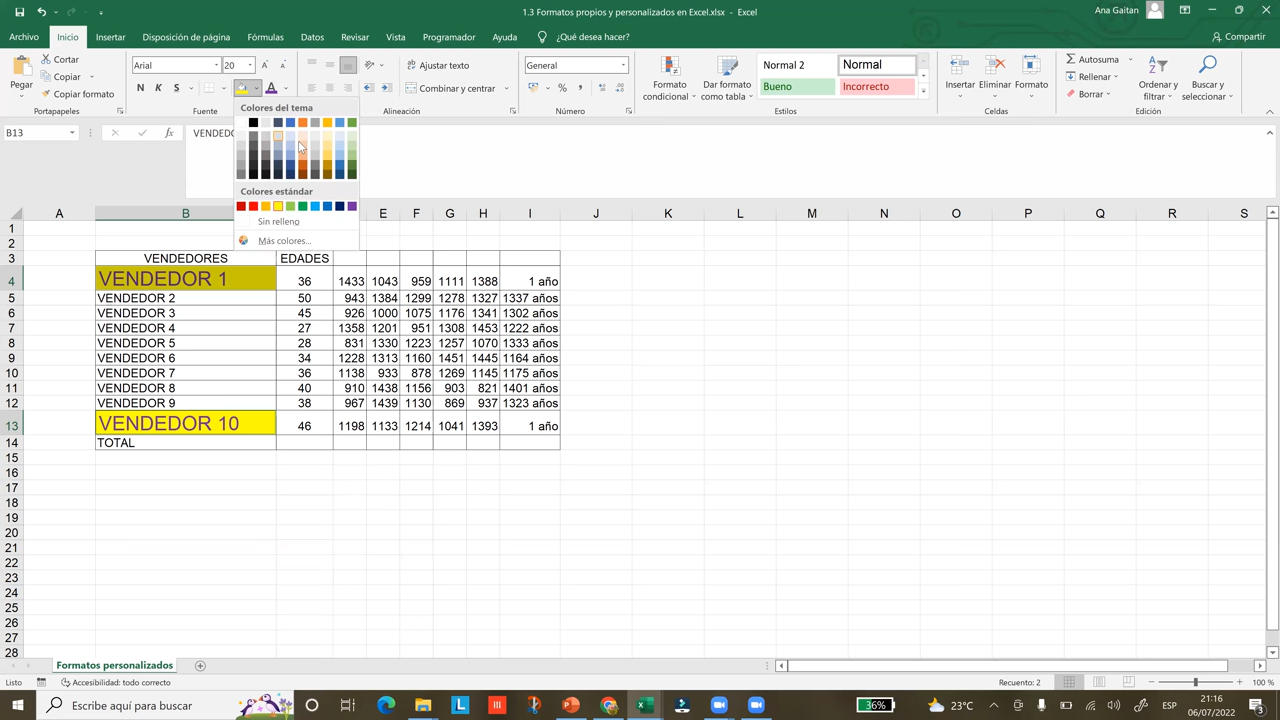 1.3 Formatos propios y personalizados en Excel.xlsx - Excel
Ana Gaitan
Archivo Inicio Insertar Disposición de página Fórmulas Datos Revisar Vista Programador Ayuda ¿Qué desea hacer? Compartir
Pegar
Cortar
Copiar
Copiar formato
Portapapeles
Arial 20
N K S
Fuente
Ajustar texto
Combinar y centrar
Alineación
General
Número
Formato condicional
Dar formato como tabla
Normal 2 Normal
Bueno Incorrecto
Estilos
Insertar Eliminar Formato
Celdas
Autosuma
Rellenar
Borrar
Ordenar y filtrar
Buscar y seleccionar
Edición
Colores del tema
Colores estándar
Sin relleno
Más colores...
B13 fx VENDED
A B E F G H I J K L M N O P Q R S
1
2
3 VENDEDORES EDADES
4 VENDEDOR 1 36 1433 1043 959 1111 1388 1 año
5 VENDEDOR 2 50 943 1384 1299 1278 1327 1337 años
6 VENDEDOR 3 45 926 1000 1075 1176 1341 1302 años
7 VENDEDOR 4 27 1358 1201 951 1308 1453 1222 años
8 VENDEDOR 5 28 831 1330 1223 1257 1070 1333 años
9 VENDEDOR 6 34 1228 1313 1160 1451 1445 1164 años
10 VENDEDOR 7 36 1138 933 878 1269 1145 1175 años
11 VENDEDOR 8 40 910 1438 1156 903 821 1401 años
12 VENDEDOR 9 38 967 1439 1130 869 937 1323 años
13 VENDEDOR 10 46 1198 1133 1214 1041 1393 1 año
14 TOTAL
15
16
17
18
19
20
21
22
23
24
25
26
27
28
Formatos personalizados
Listo Accesibilidad: todo correcto Recuento: 2 100 %
Escribe aquí para buscar 36% 23°C ESP 21:16
06/07/2022